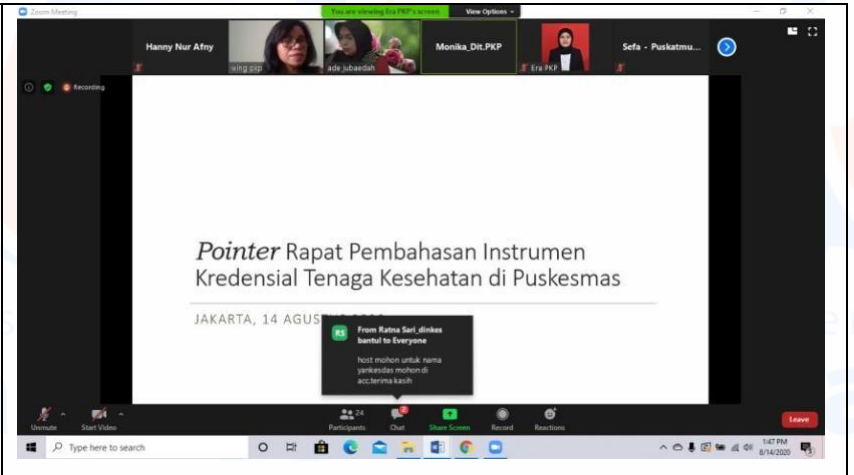 Zoom Meeting
You are viewing Era PKP's screen View Options
Hanny Nur Afny
wing pkp
ade jubaedah
Monika_Dit.PKP
Era PKP
Sefa - Puskatmu...
Recording
Pointer Rapat Pembahasan Instrumen
Kredensial Tenaga Kesehatan di Puskesmas
JAKARTA, 14 AGUS
RS
From Ratna Sari_dinkes
bantul to Everyone
host mohon untuk nama
yankesdas mohon di
acc.terima kasih
Unmute
Start Video
24
Participants
2
Chat
Share Screen
Record
Reactions
Leave
Type here to search
1:47 PM
8/14/2020